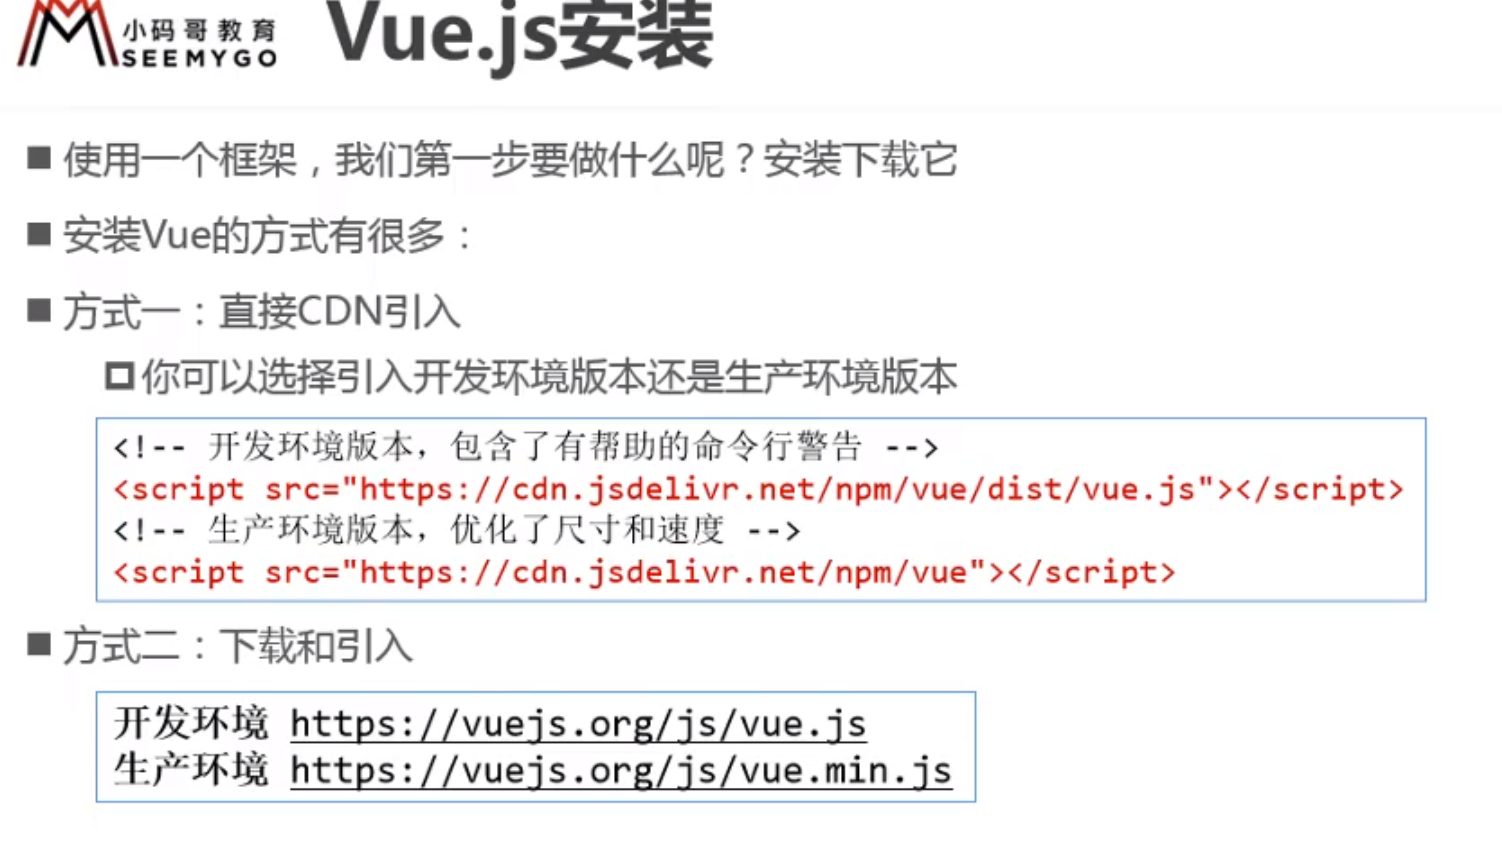 小码哥教育
SEEMYGO
Vue.js安装
使用一个框架，我们第一步要做什么呢？安装下载它
安装Vue的方式有很多：
方式一：直接CDN引入
你可以选择引入开发环境版本还是生产环境版本
<!-- 开发环境版本，包含了有帮助的命令行警告 -->
<script src="https://cdn.jsdelivr.net/npm/vue/dist/vue.js"></script>
<!-- 生产环境版本，优化了尺寸和速度 -->
<script src="https://cdn.jsdelivr.net/npm/vue"></script>
方式二：下载和引入
开发环境 https://vuejs.org/js/vue.js
生产环境 https://vuejs.org/js/vue.min.js